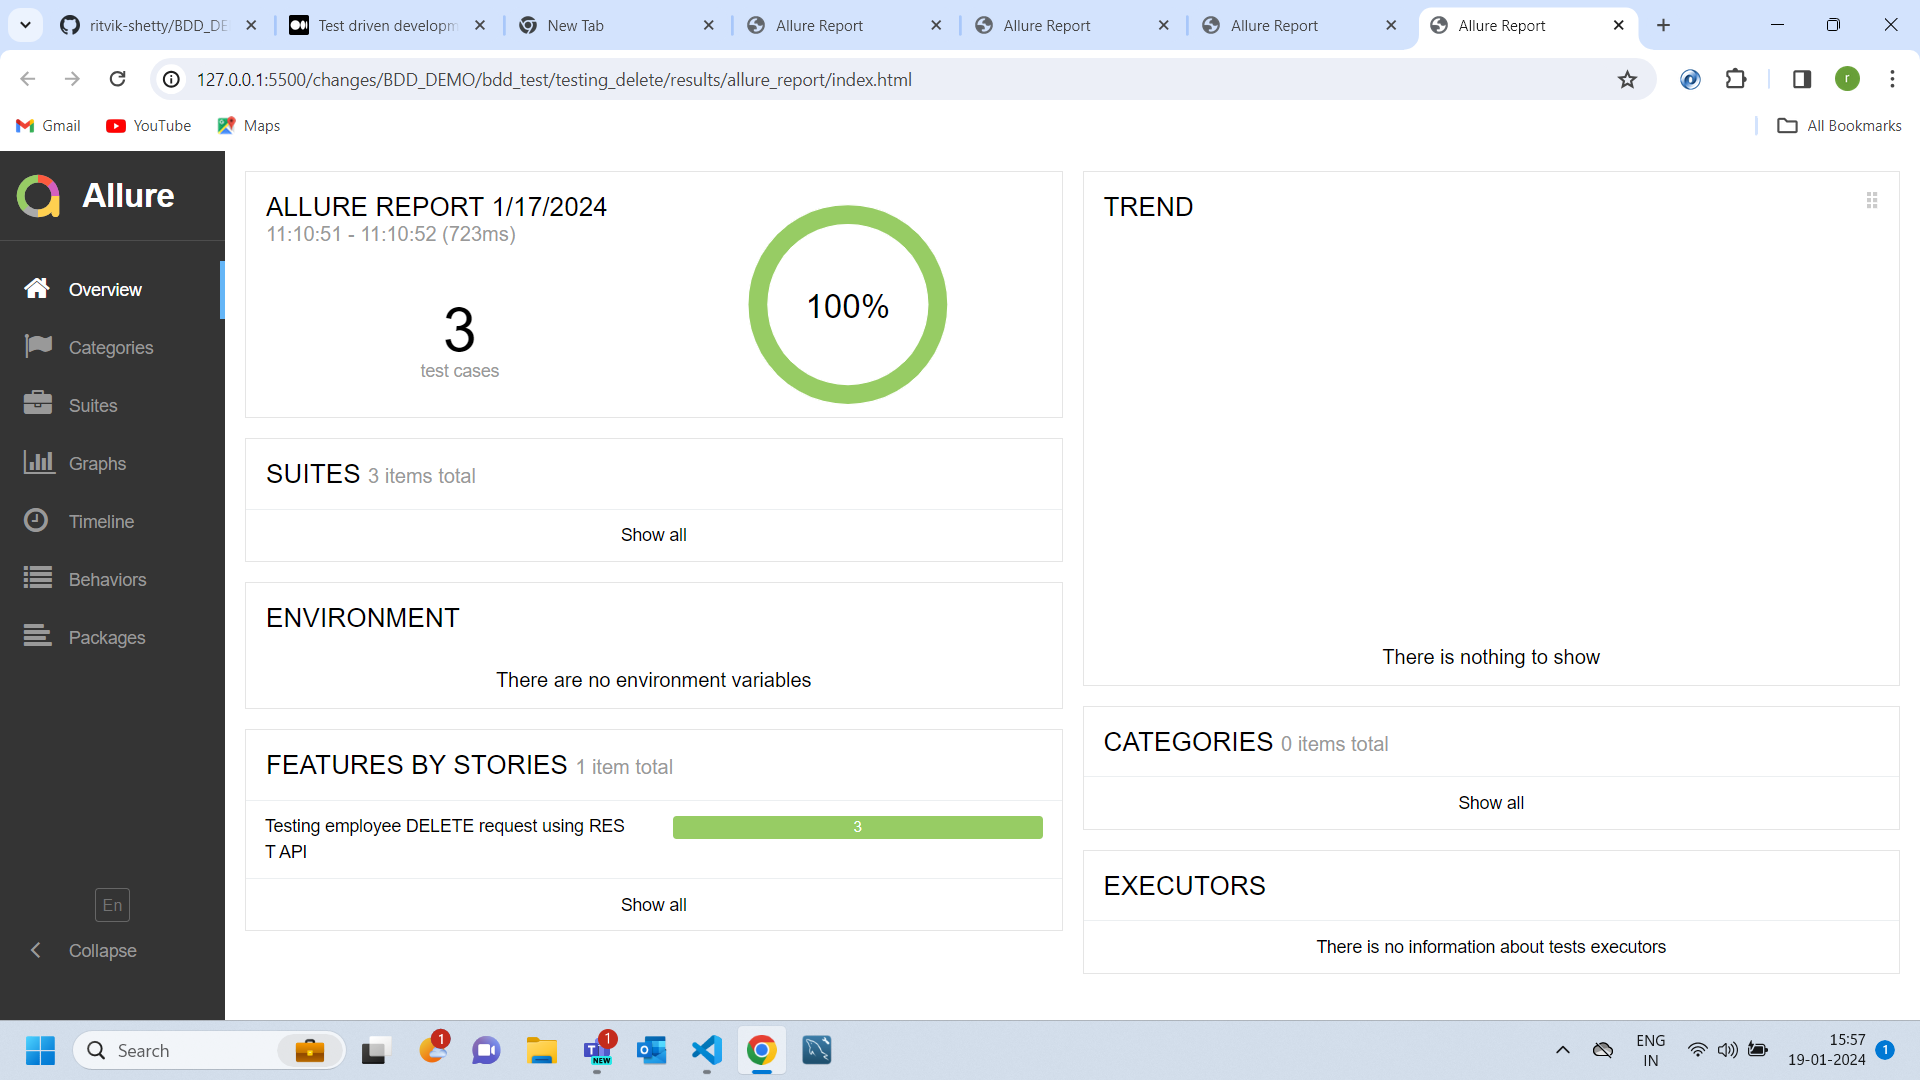 ritvik-shetty/BDD_DE
Test driven developm
New Tab
Allure Report
Allure Report
Allure Report
Allure Report
127.0.0.1:5500/changes/BDD_DEMO/bdd_test/testing_delete/results/allure_report/index.html
r
Gmail
YouTube
Maps
All Bookmarks
Allure
Overview
Categories
Suites
Graphs
Timeline
Behaviors
Packages
En
Collapse
ALLURE REPORT 1/17/2024
11:10:51 - 11:10:52 (723ms)
3
test cases
100%
SUITES 3 items total
Show all
ENVIRONMENT
There are no environment variables
FEATURES BY STORIES 1 item total
Testing employee DELETE request using RES
T API
3
Show all
TREND
There is nothing to show
CATEGORIES 0 items total
Show all
EXECUTORS
There is no information about tests executors
Search
1
1
NEW
ENG
IN
15:57
19-01-2024
1